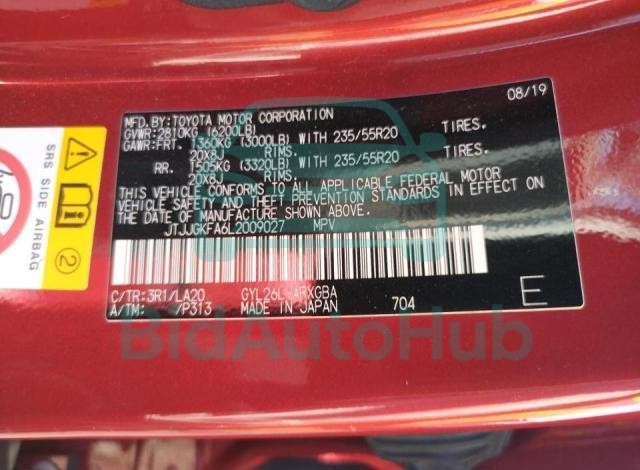 08/19
MFD.BY:TOYOTA MOTOR CORPORATION
GVWR:2810KG (6200LB)
GAWR:FRT. 1360KG (3000LB) WITH 235/55R20 TIRES.
20X8J RIMS.
RR. 1505KG (3320LB) WITH 235/55R20 TIRES.
20X8J RIMS.
THIS VEHICLE CONFORMS TO ALL APPLICABLE FEDERAL MOTOR
VEHICLE SAFETY AND THEFT PREVENTION STANDARDS IN EFFECT ON
THE DATE OF MANUFACTURE SHOWN ABOVE.
JTJJGKFA6L2009027 MPV
C/TR:3R1/LA20 GYL26L-ARXGBA
A/TM: /P313 MADE IN JAPAN 704
E
SRS SIDE AIRBAG
2
BidAutoHub